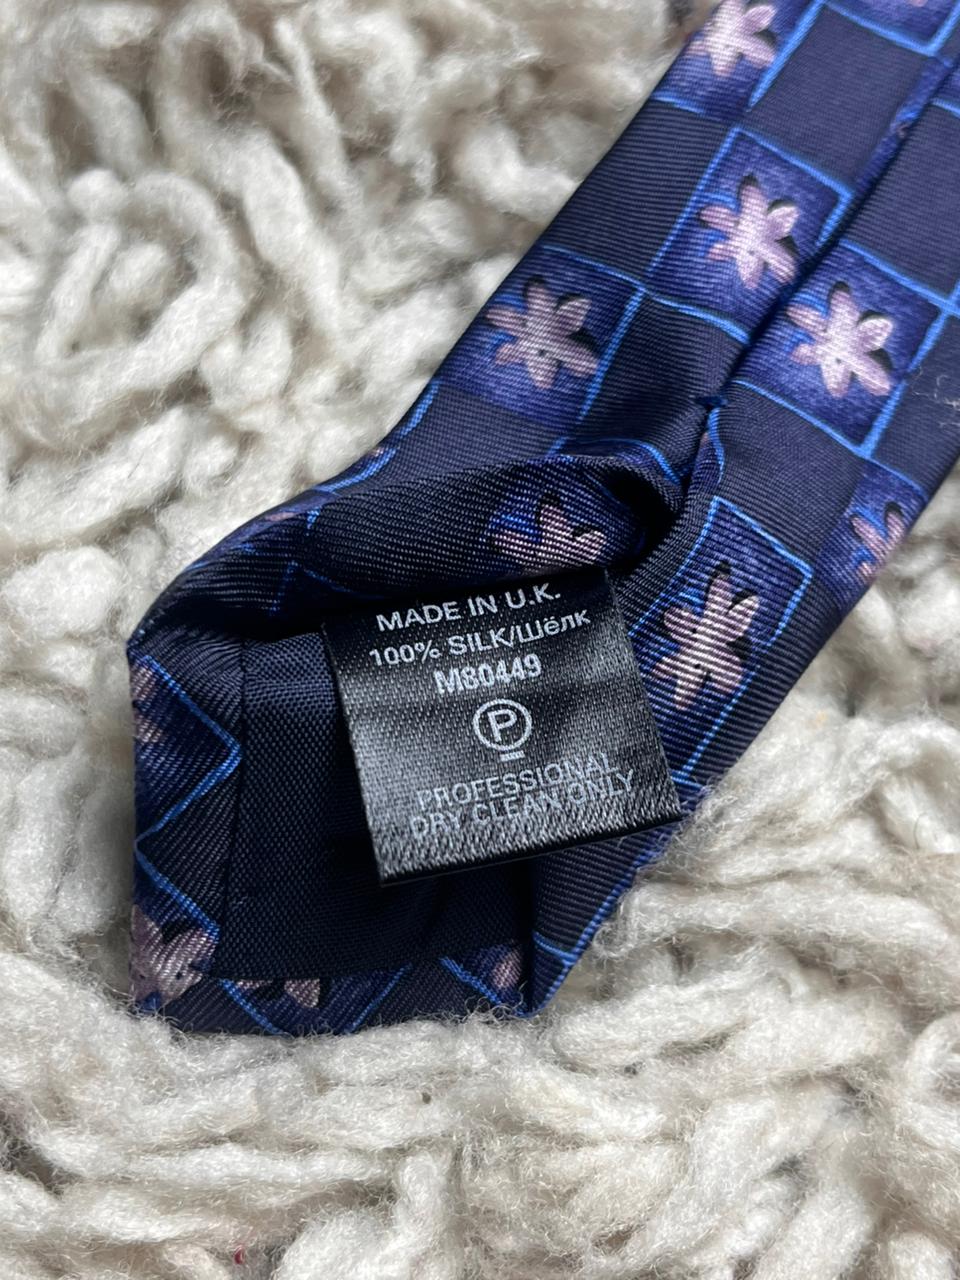 MADE IN U.K.
100% SILK/Шёлк
M80449
P
PROFESSIONAL
DRY CLEAN ONLY